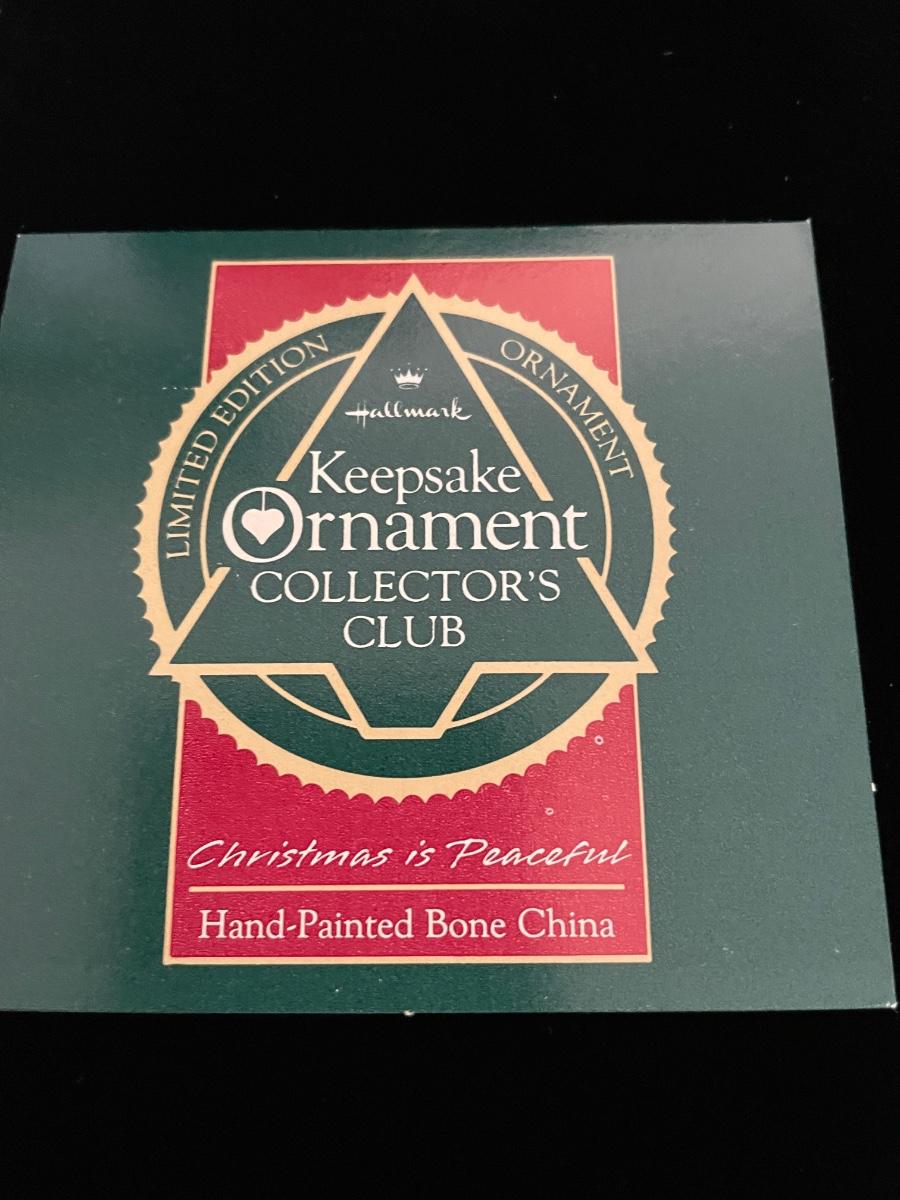 LIMITED EDITION
ORNAMENT
Hallmark
Keepsake
Ornament
COLLECTOR'S
CLUB
Christmas is Peaceful
Hand-Painted Bone China